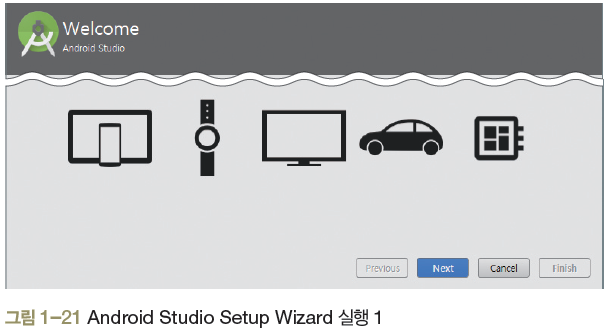 Welcome
Android Studio
Previous
Next
Cancel
Finish
그림 1-21 Android Studio Setup Wizard 실행 1